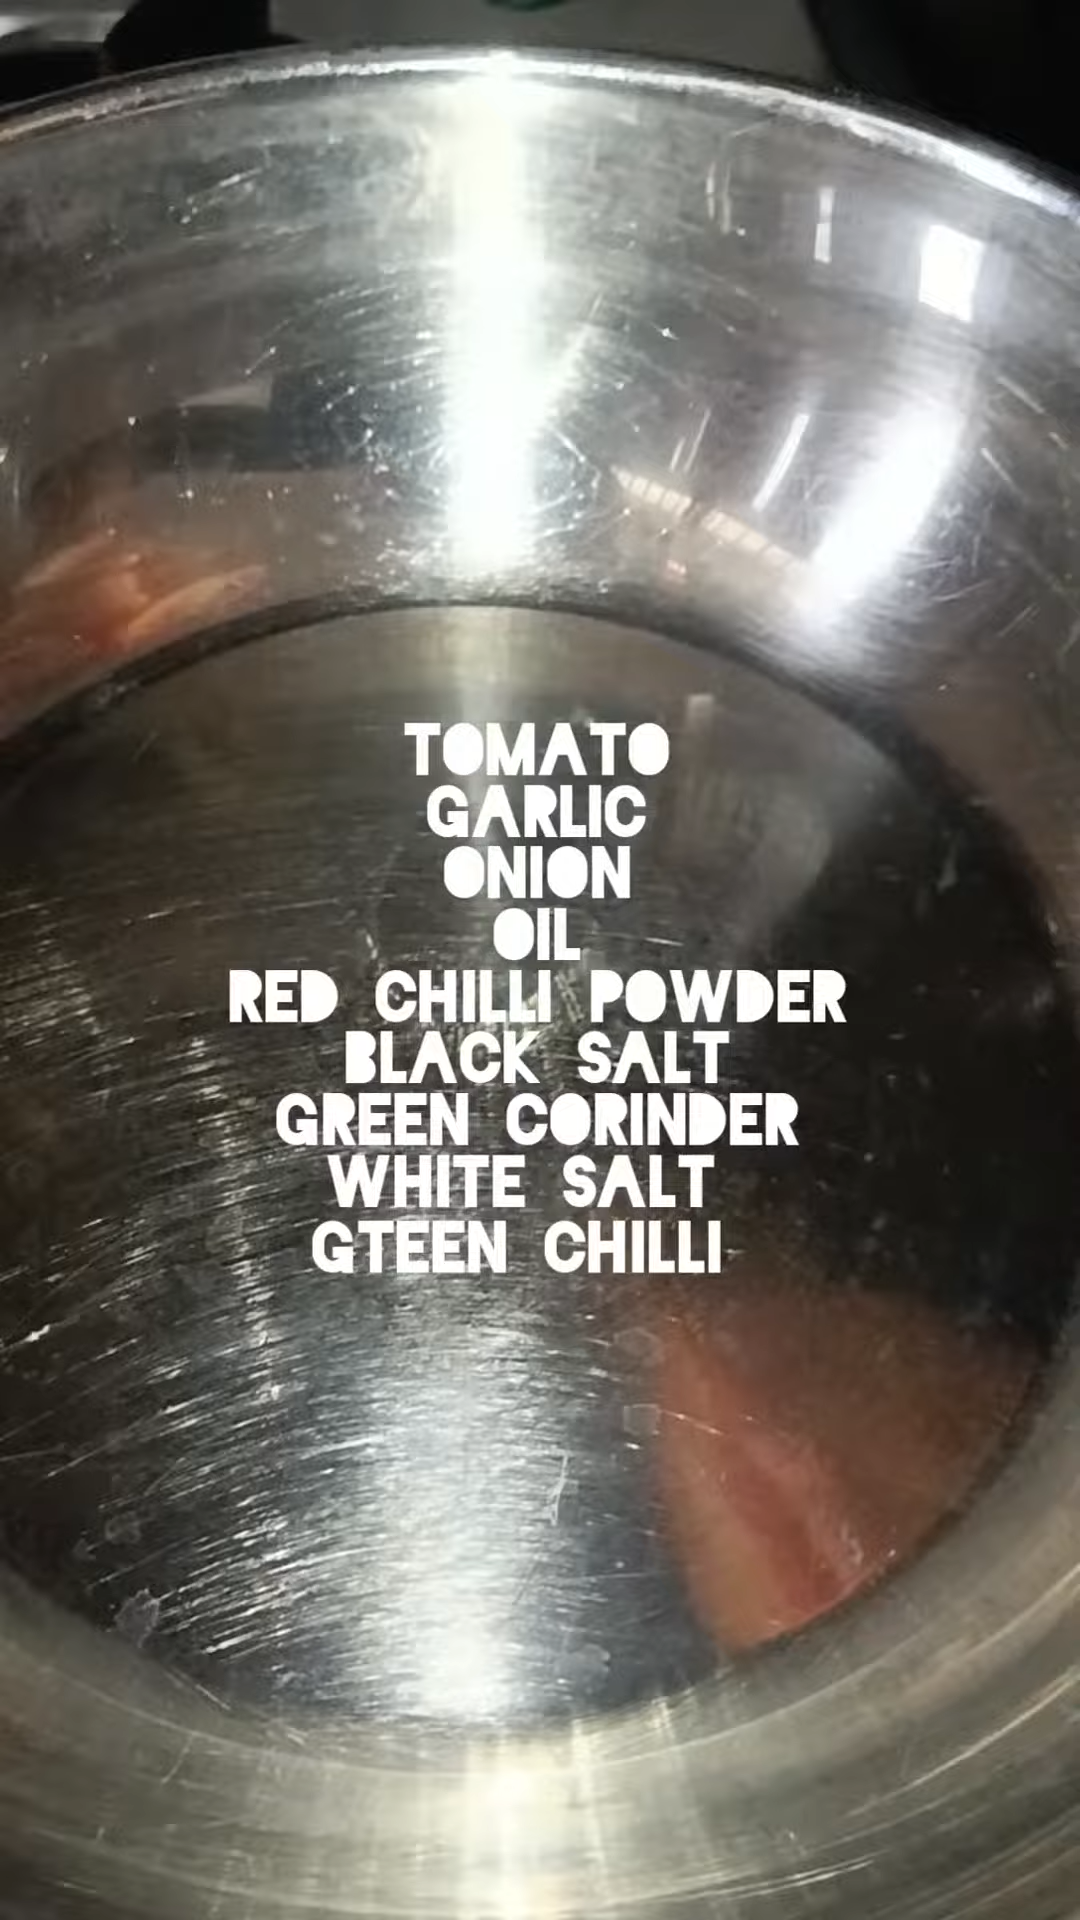 TOMATO
GARLIC
ONION
OIL
RED CHILLI POWDER
BLACK SALT
GREEN CORINDER
WHITE SALT
GTEEN CHILLI